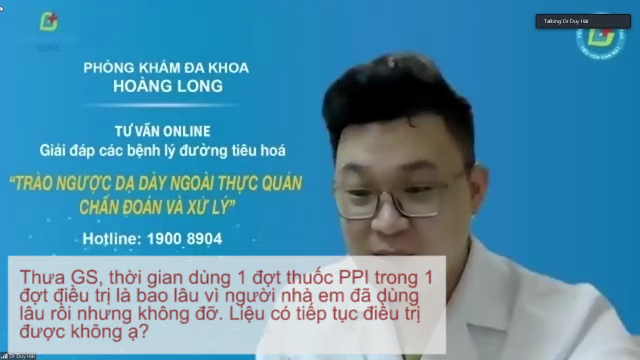 Talking: Dr Duy Hải
PHÒNG KHÁM ĐA KHOA
HOÀNG LONG
TƯ VẤN ONLINE
Giải đáp các bệnh lý đường tiêu hoá
“TRÀO NGƯỢC DẠ DÀY NGOÀI THỰC QUẢN
CHẨN ĐOÁN VÀ XỬ LÝ”
Hotline: 1900 8904
Thưa GS, thời gian dùng 1 đợt thuốc PPI trong 1
đợt điều trị là bao lâu vì người nhà em đã dùng
lâu rồi nhưng không đỡ. Liệu có tiếp tục điều trị
được không ạ?
Dr Duy Hải